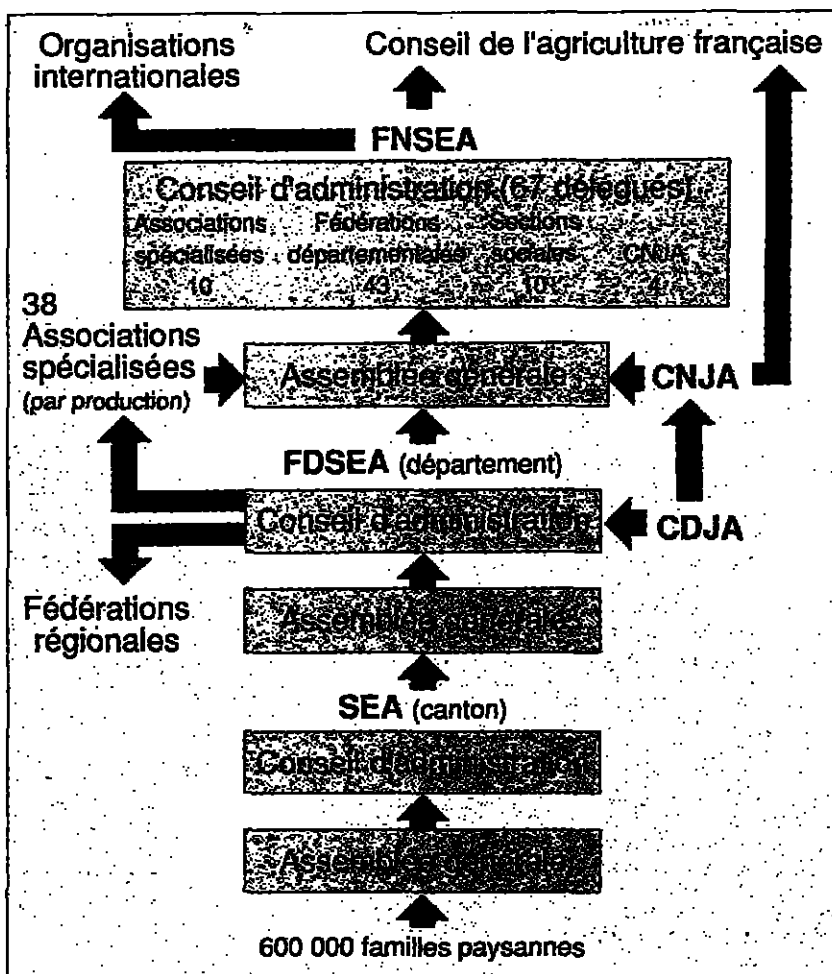 Organisations
internationales
Conseil de l'agriculture française
FNSEA
Conseil d'administration (67 délégués)
Associations
spécialisées
10
Fédérations
départementales
43
Sections
sociales
10
CNJA
4
38
Associations
spécialisées
(par production)
Assemblée générale
CNJA
FDSEA (département)
Conseil d'administration
CDJA
Fédérations
régionales
Assemblée générale
SEA (canton)
Conseil d'administration
Assemblée générale
600 000 familles paysannes